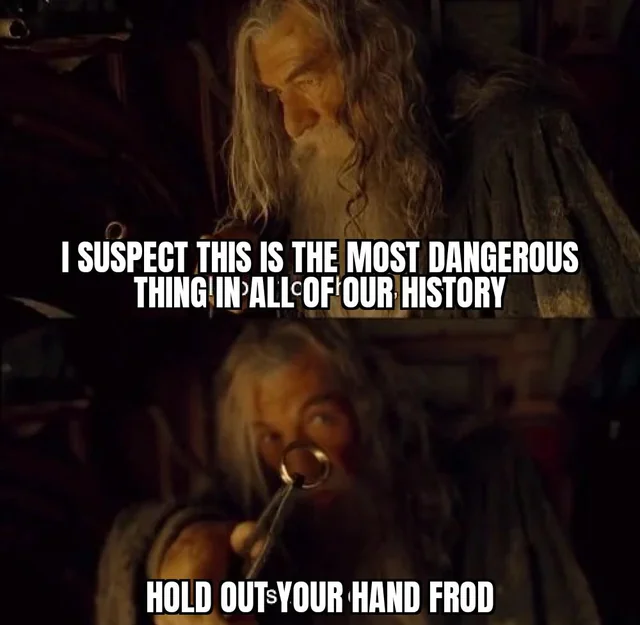 I SUSPECT THIS IS THE MOST DANGEROUS
THING IN ALL OF OUR HISTORY
HOLD OUT YOUR HAND FROD